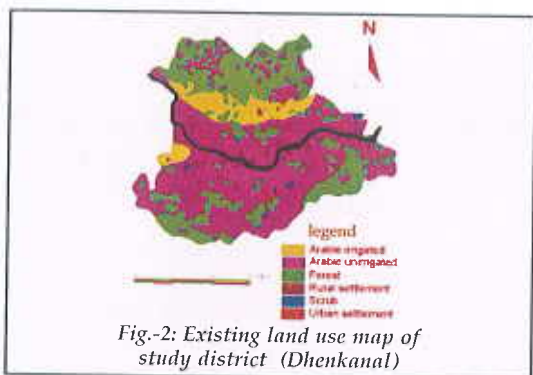 N
legend
Arable irrigated
Arable unirrigated
Forest
Rural settlement
Scrub
Urban settlement
Fig.-2: Existing land use map of
study district (Dhenkanal)